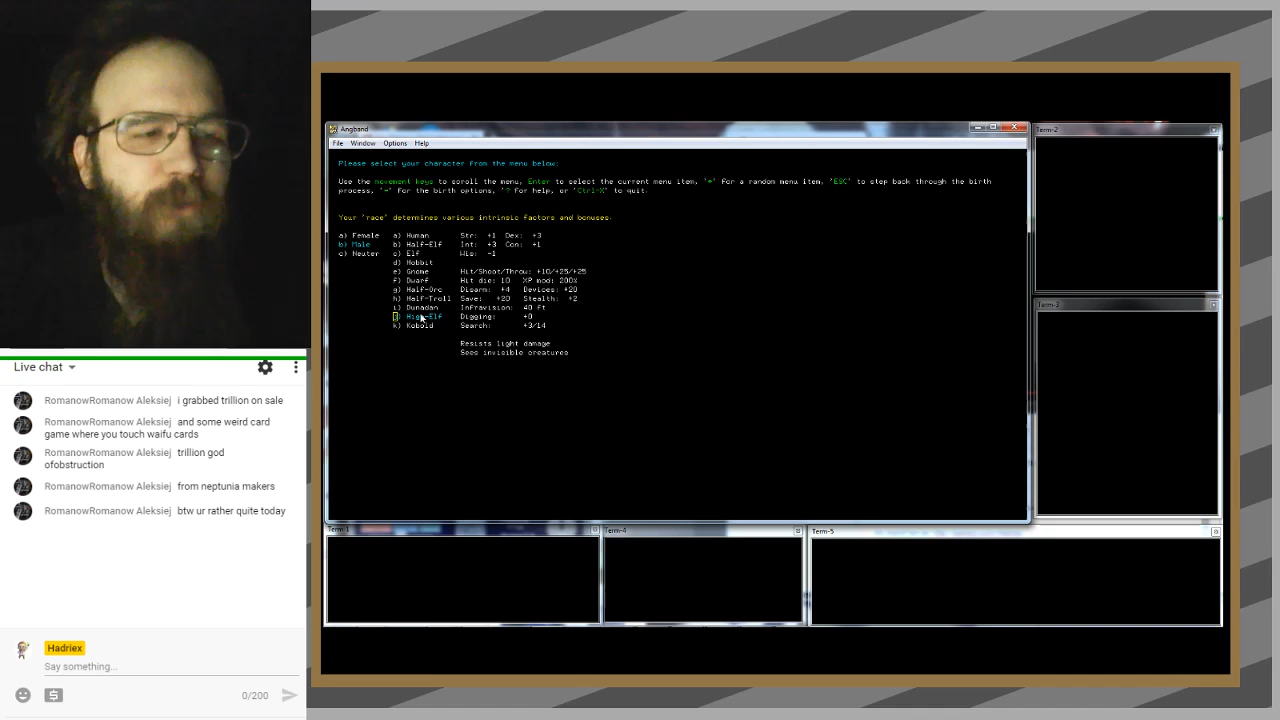 Live chat
RomanowRomanow Aleksiej i grabbed trillion on sale
RomanowRomanow Aleksiej and some weird card
game where you touch waifu cards
RomanowRomanow Aleksiej trillion god
ofobstruction
RomanowRomanow Aleksiej from neptunia makers
RomanowRomanow Aleksiej btw ur rather quite today
Hadriex
Say something...
0/200
Angband
File Window Options Help
Please select your character from the menu below:
Use the movement keys to scroll the menu, Enter to select the current menu item, '*' for a random menu item, 'ESC' to step back through the birth
process, '=' for the birth options, '?' for help, or 'Ctrl-X' to quit.
Your 'race' determines various intrinsic factors and bonuses.
a) Female a) Human Str: +1 Dex: +3
b) Male b) Half-Elf Int: +3 Con: +1
c) Neuter c) Elf Wis: -1
d) Hobbit
e) Gnome Hit/Shoot/Throw: +10/+25/+25
f) Dwarf Hit die: 10 XP mod: 200%
g) Half-Orc Disarm: +4 Devices: +20
h) Half-Troll Save: +20 Stealth: +2
i) Dunadan Infravision: 40 ft
j) High-Elf Digging: +0
k) Kobold Search: +3/14
Resists light damage
Sees invisible creatures
Term-2
Term-3
Term-1
Term-4
Term-5